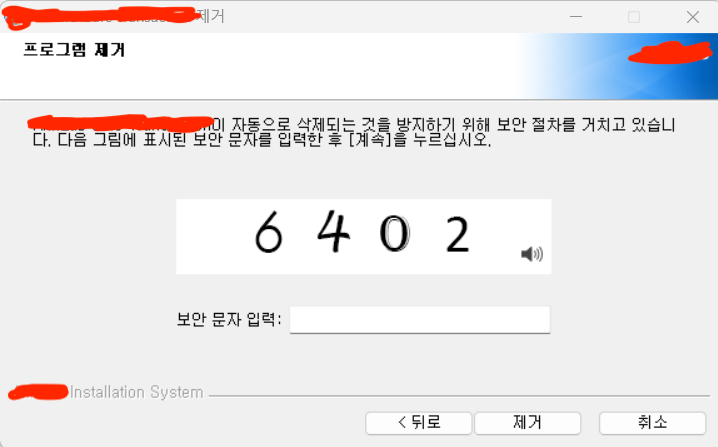 제거
프로그램 제거
이 자동으로 삭제되는 것을 방지하기 위해 보안 절차를 거치고 있습니
다. 다음 그림에 표시된 보안 문자를 입력한 후 [계속]을 누르십시오.
6 4 0 2
보안 문자 입력:
Installation System
< 뒤로 제거 취소